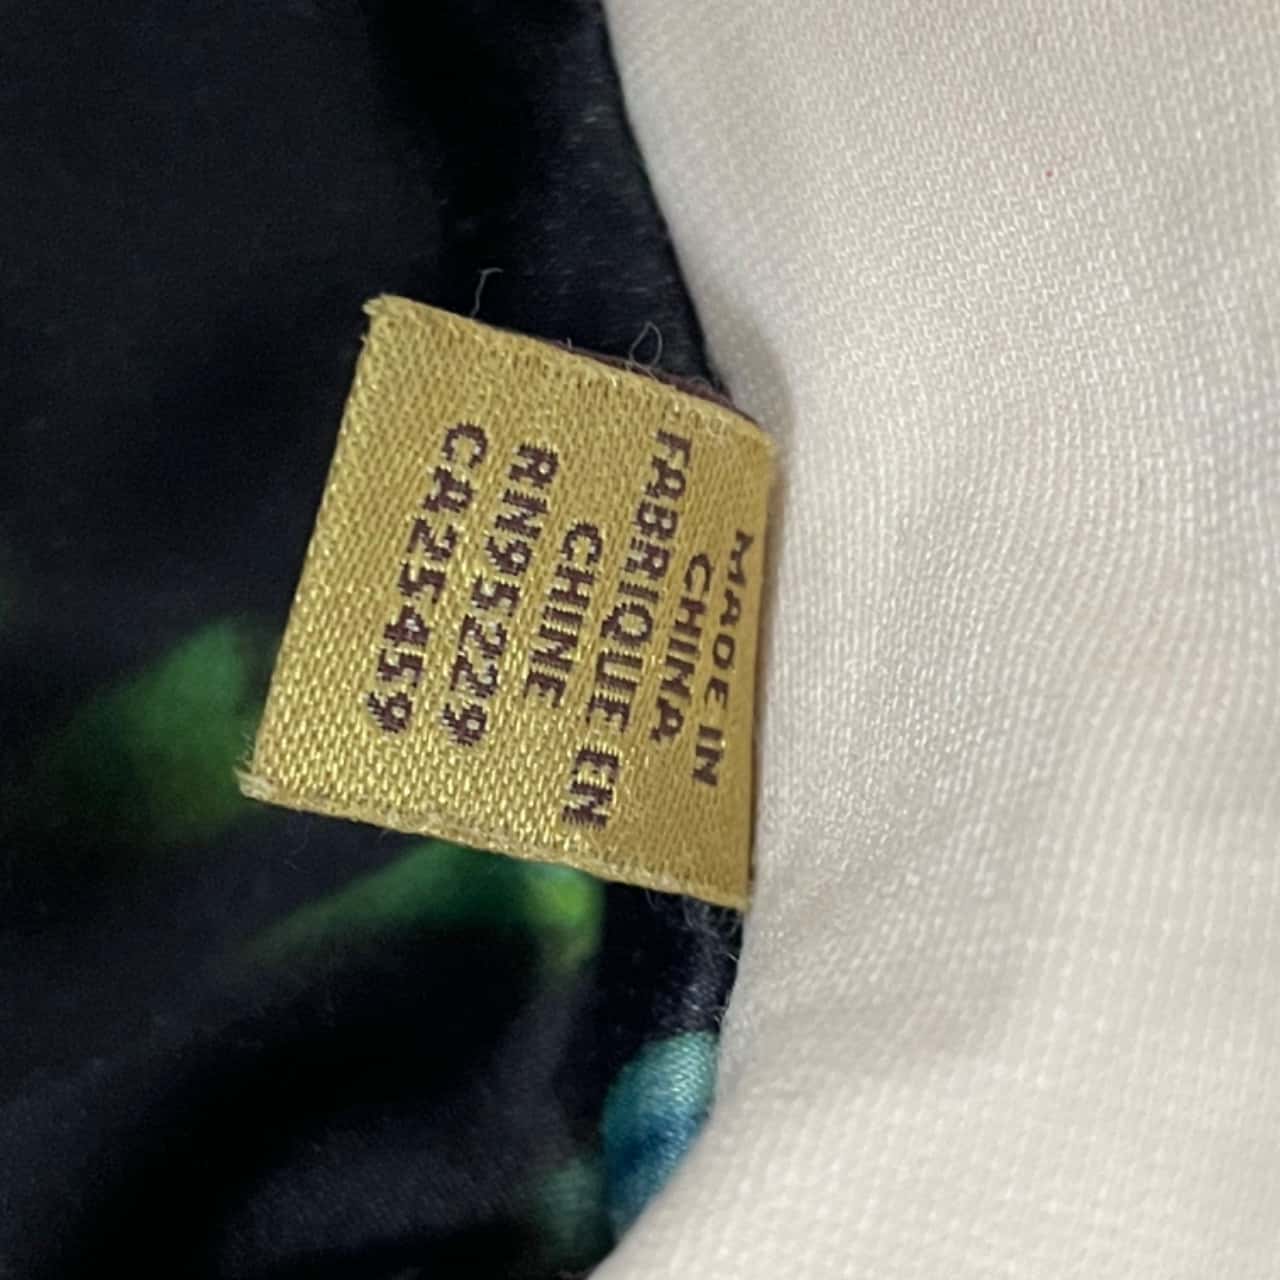 MADE IN
CHINA
FABRIQUE EN
CHINE
RN95229
CA25459